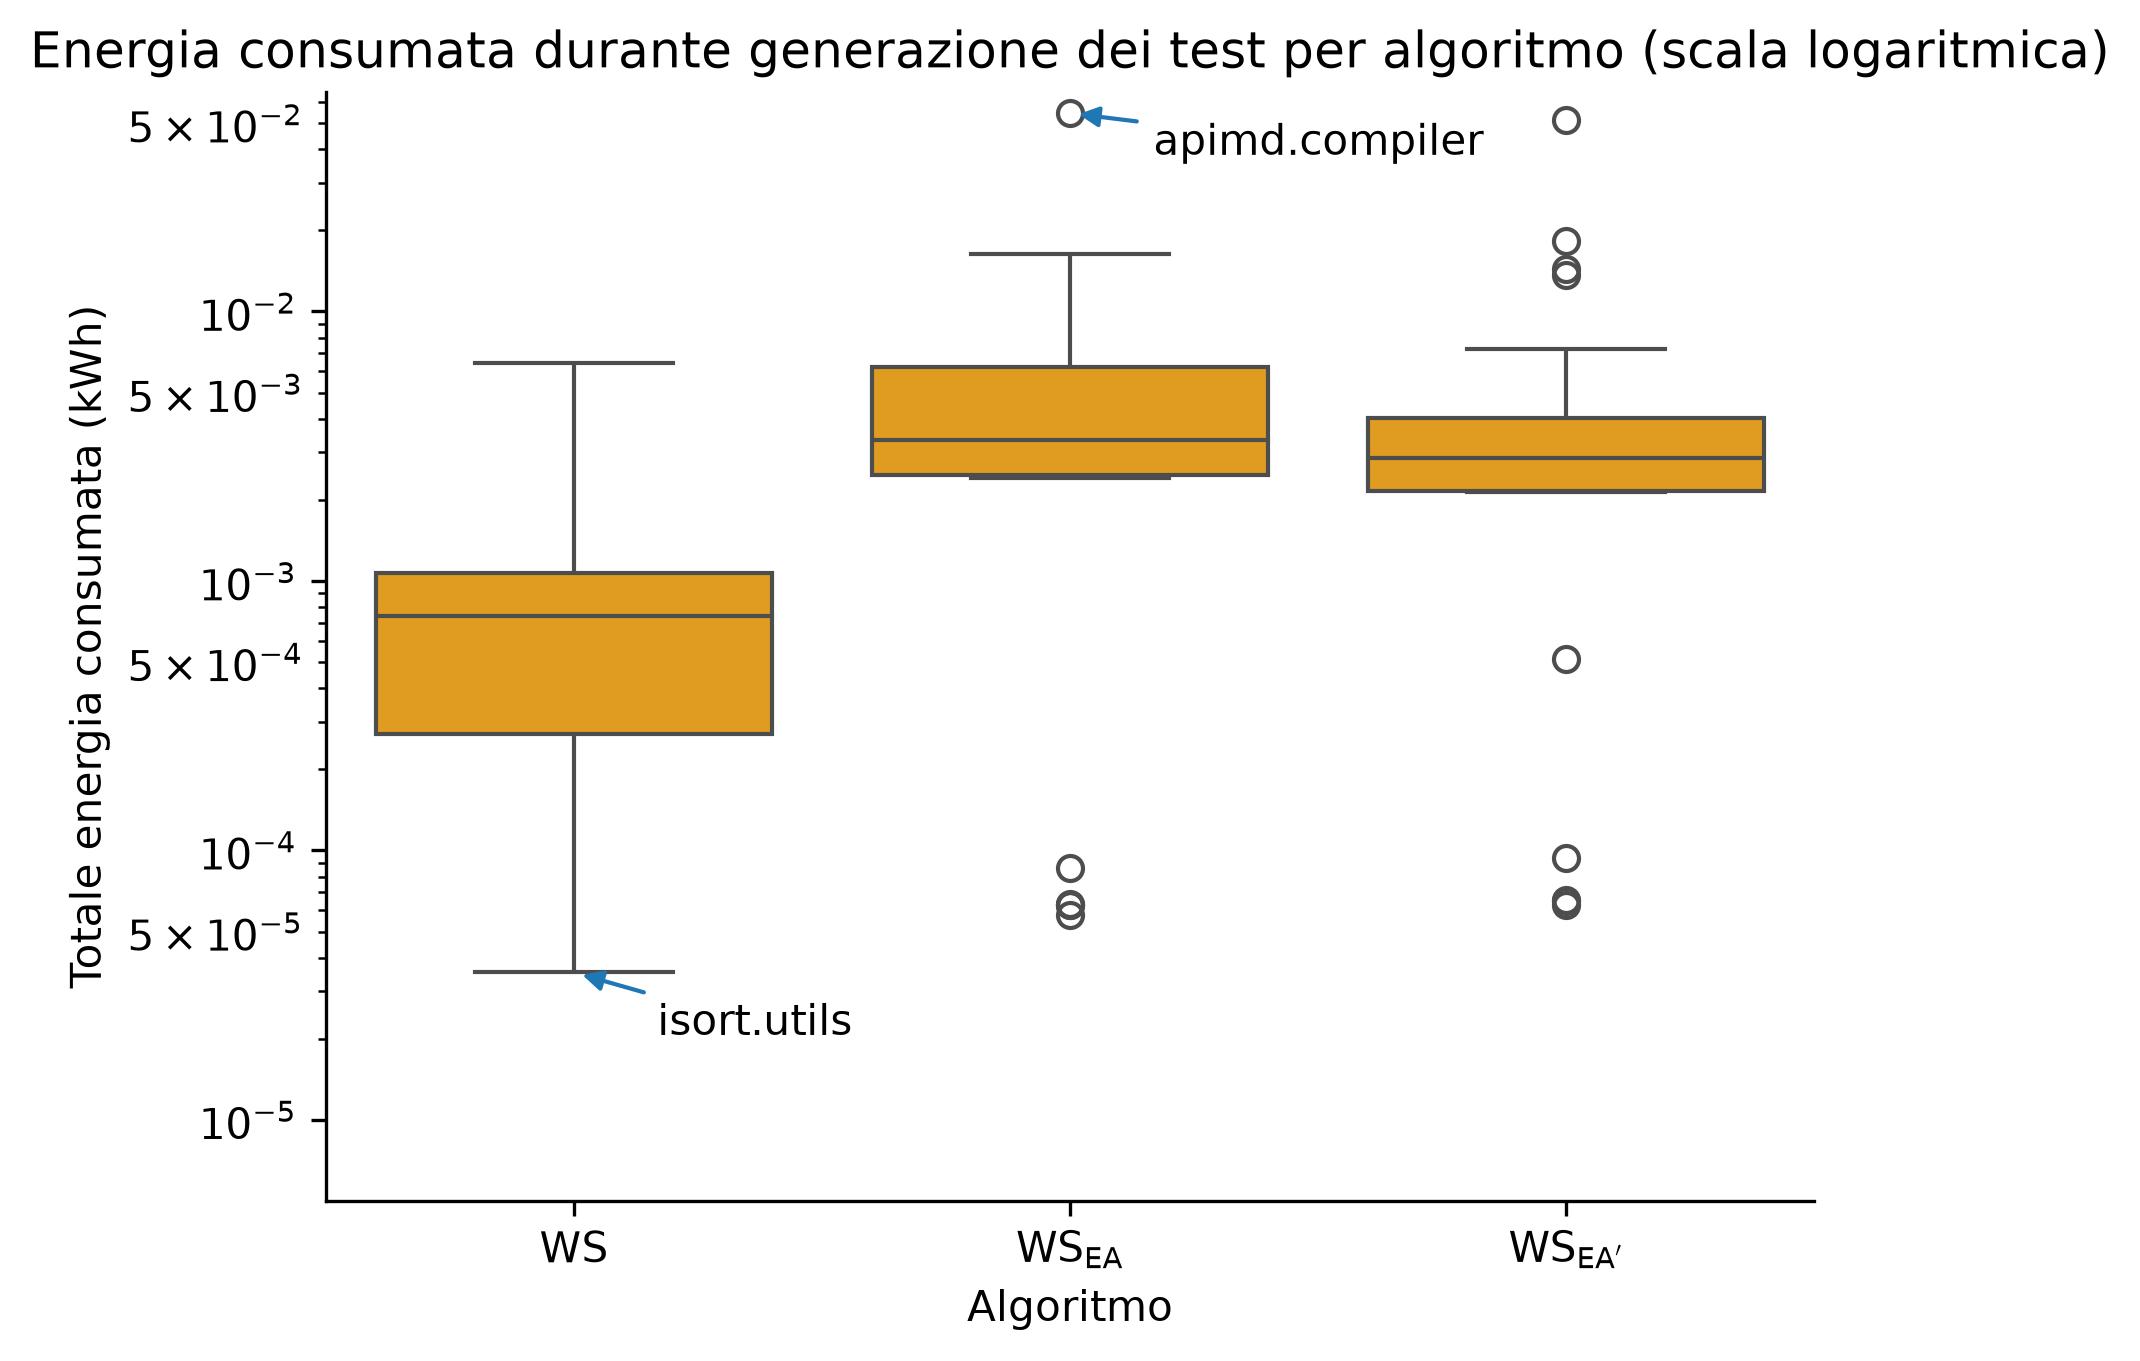 Energia consumata durante generazione dei test per algoritmo (scala logaritmica)
Totale energia consumata (kWh)
5 × 10⁻²
10⁻²
5 × 10⁻³
10⁻³
5 × 10⁻⁴
10⁻⁴
5 × 10⁻⁵
10⁻⁵
apimd.compiler
isort.utils
WS
WS_EA
WS_EA′
Algoritmo